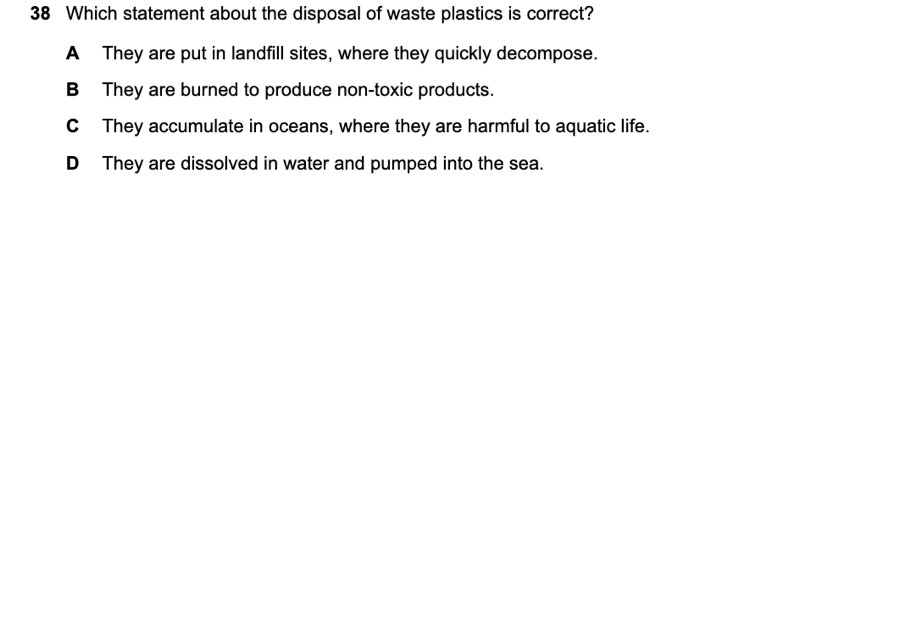 38 Which statement about the disposal of waste plastics is correct?
A They are put in landfill sites, where they quickly decompose.
B They are burned to produce non-toxic products.
C They accumulate in oceans, where they are harmful to aquatic life.
D They are dissolved in water and pumped into the sea.